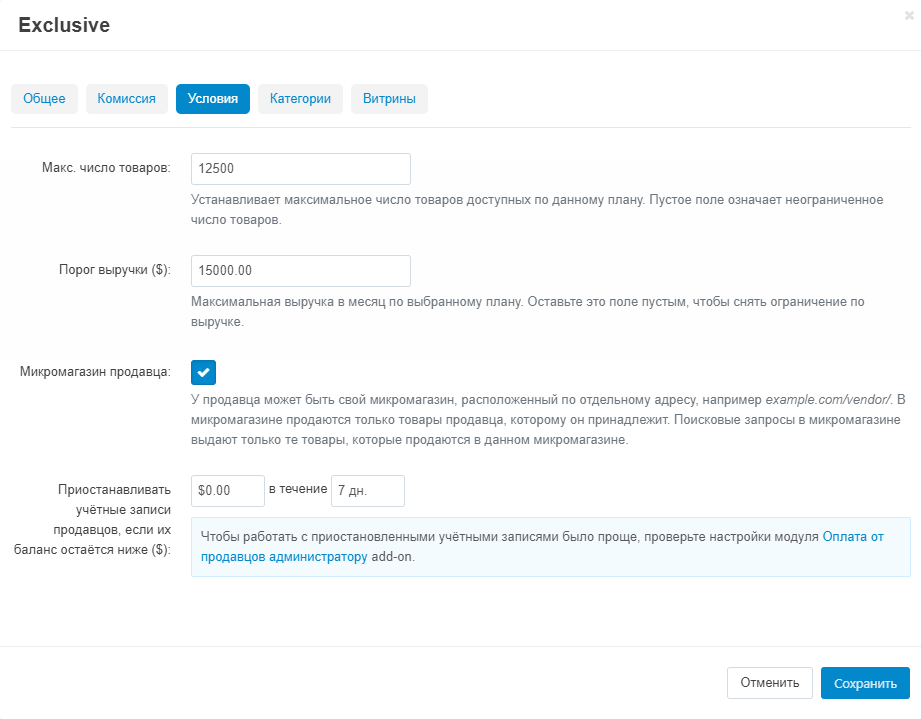 Exclusive
×
Общее Комиссия Условия Категории Витрины
Макс. число товаров: 12500
Устанавливает максимальное число товаров доступных по данному плану. Пустое поле означает неограниченное
число товаров.
Порог выручки ($): 15000.00
Максимальная выручка в месяц по выбранному плану. Оставьте это поле пустым, чтобы снять ограничение по
выручке.
Микромагазин продавца:
У продавца может быть свой микромагазин, расположенный по отдельному адресу, например example.com/vendor/. В
микромагазине продаются только товары продавца, которому он принадлежит. Поисковые запросы в микромагазине
выдают только те товары, которые продаются в данном микромагазине.
Приостанавливать
учётные записи
продавцов, если их
баланс остаётся ниже ($):
$0.00 в течение 7 дн.
Чтобы работать с приостановленными учётными записями было проще, проверьте настройки модуля Оплата от
продавцов администратору add-on.
Отменить Сохранить